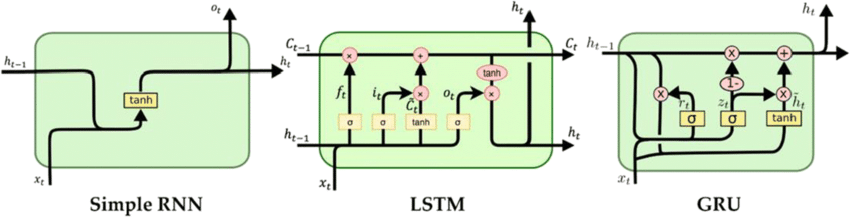 o_t
h_{t-1}
h_t
tanh
x_t
Simple RNN
h_t
C_{t-1}
C_t
×
+
tanh
f_t
i_t
×
o_t
×
C̃_t
σ
σ
tanh
σ
h_{t-1}
h_t
x_t
LSTM
h_t
h_{t-1}
x
+
1-
x
r_t
z_t
x
h̃_t
σ
σ
tanh
x_t
GRU